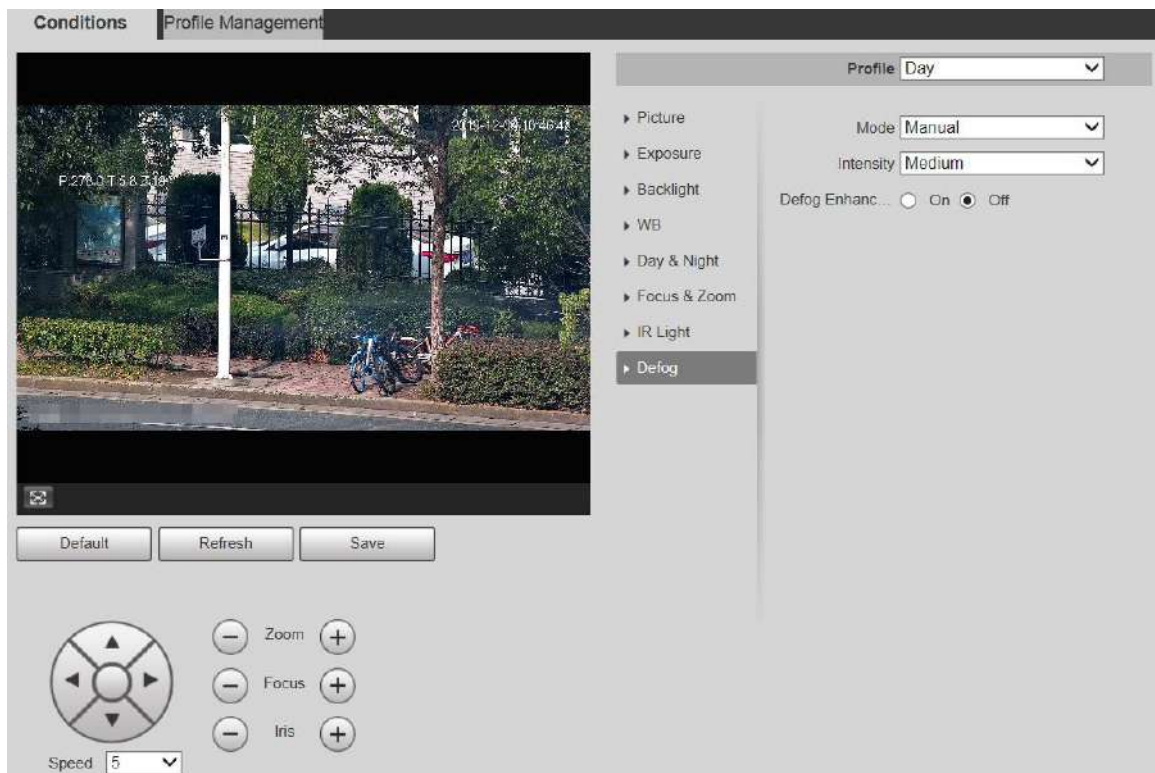 Conditions
Profile Management
Profile Day
Picture
Exposure
Backlight
WB
Day & Night
Focus & Zoom
IR Light
Defog
Mode Manual
Intensity Medium
Defog Enhanc... On Off
Default Refresh Save
Zoom
Focus
Iris
Speed 5